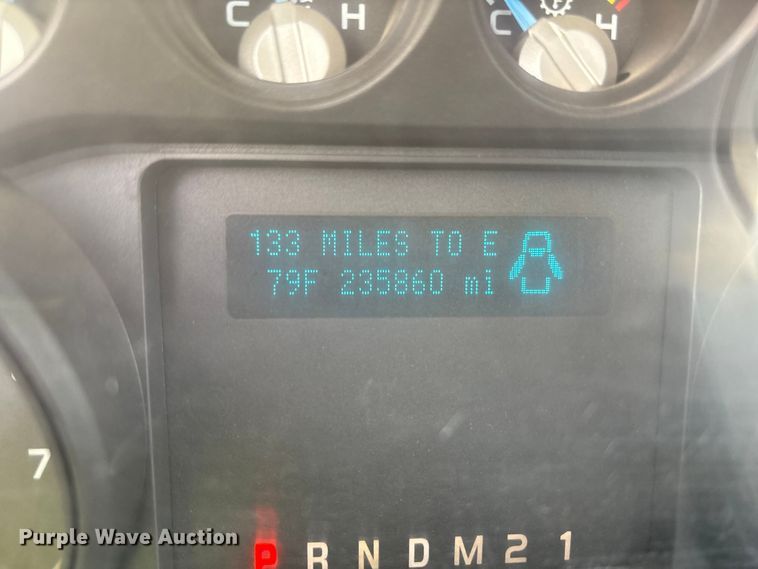 C H C F H
133 MILES TO E
79F 235860 mi
7
P R N D M 2 1
Purple Wave Auction